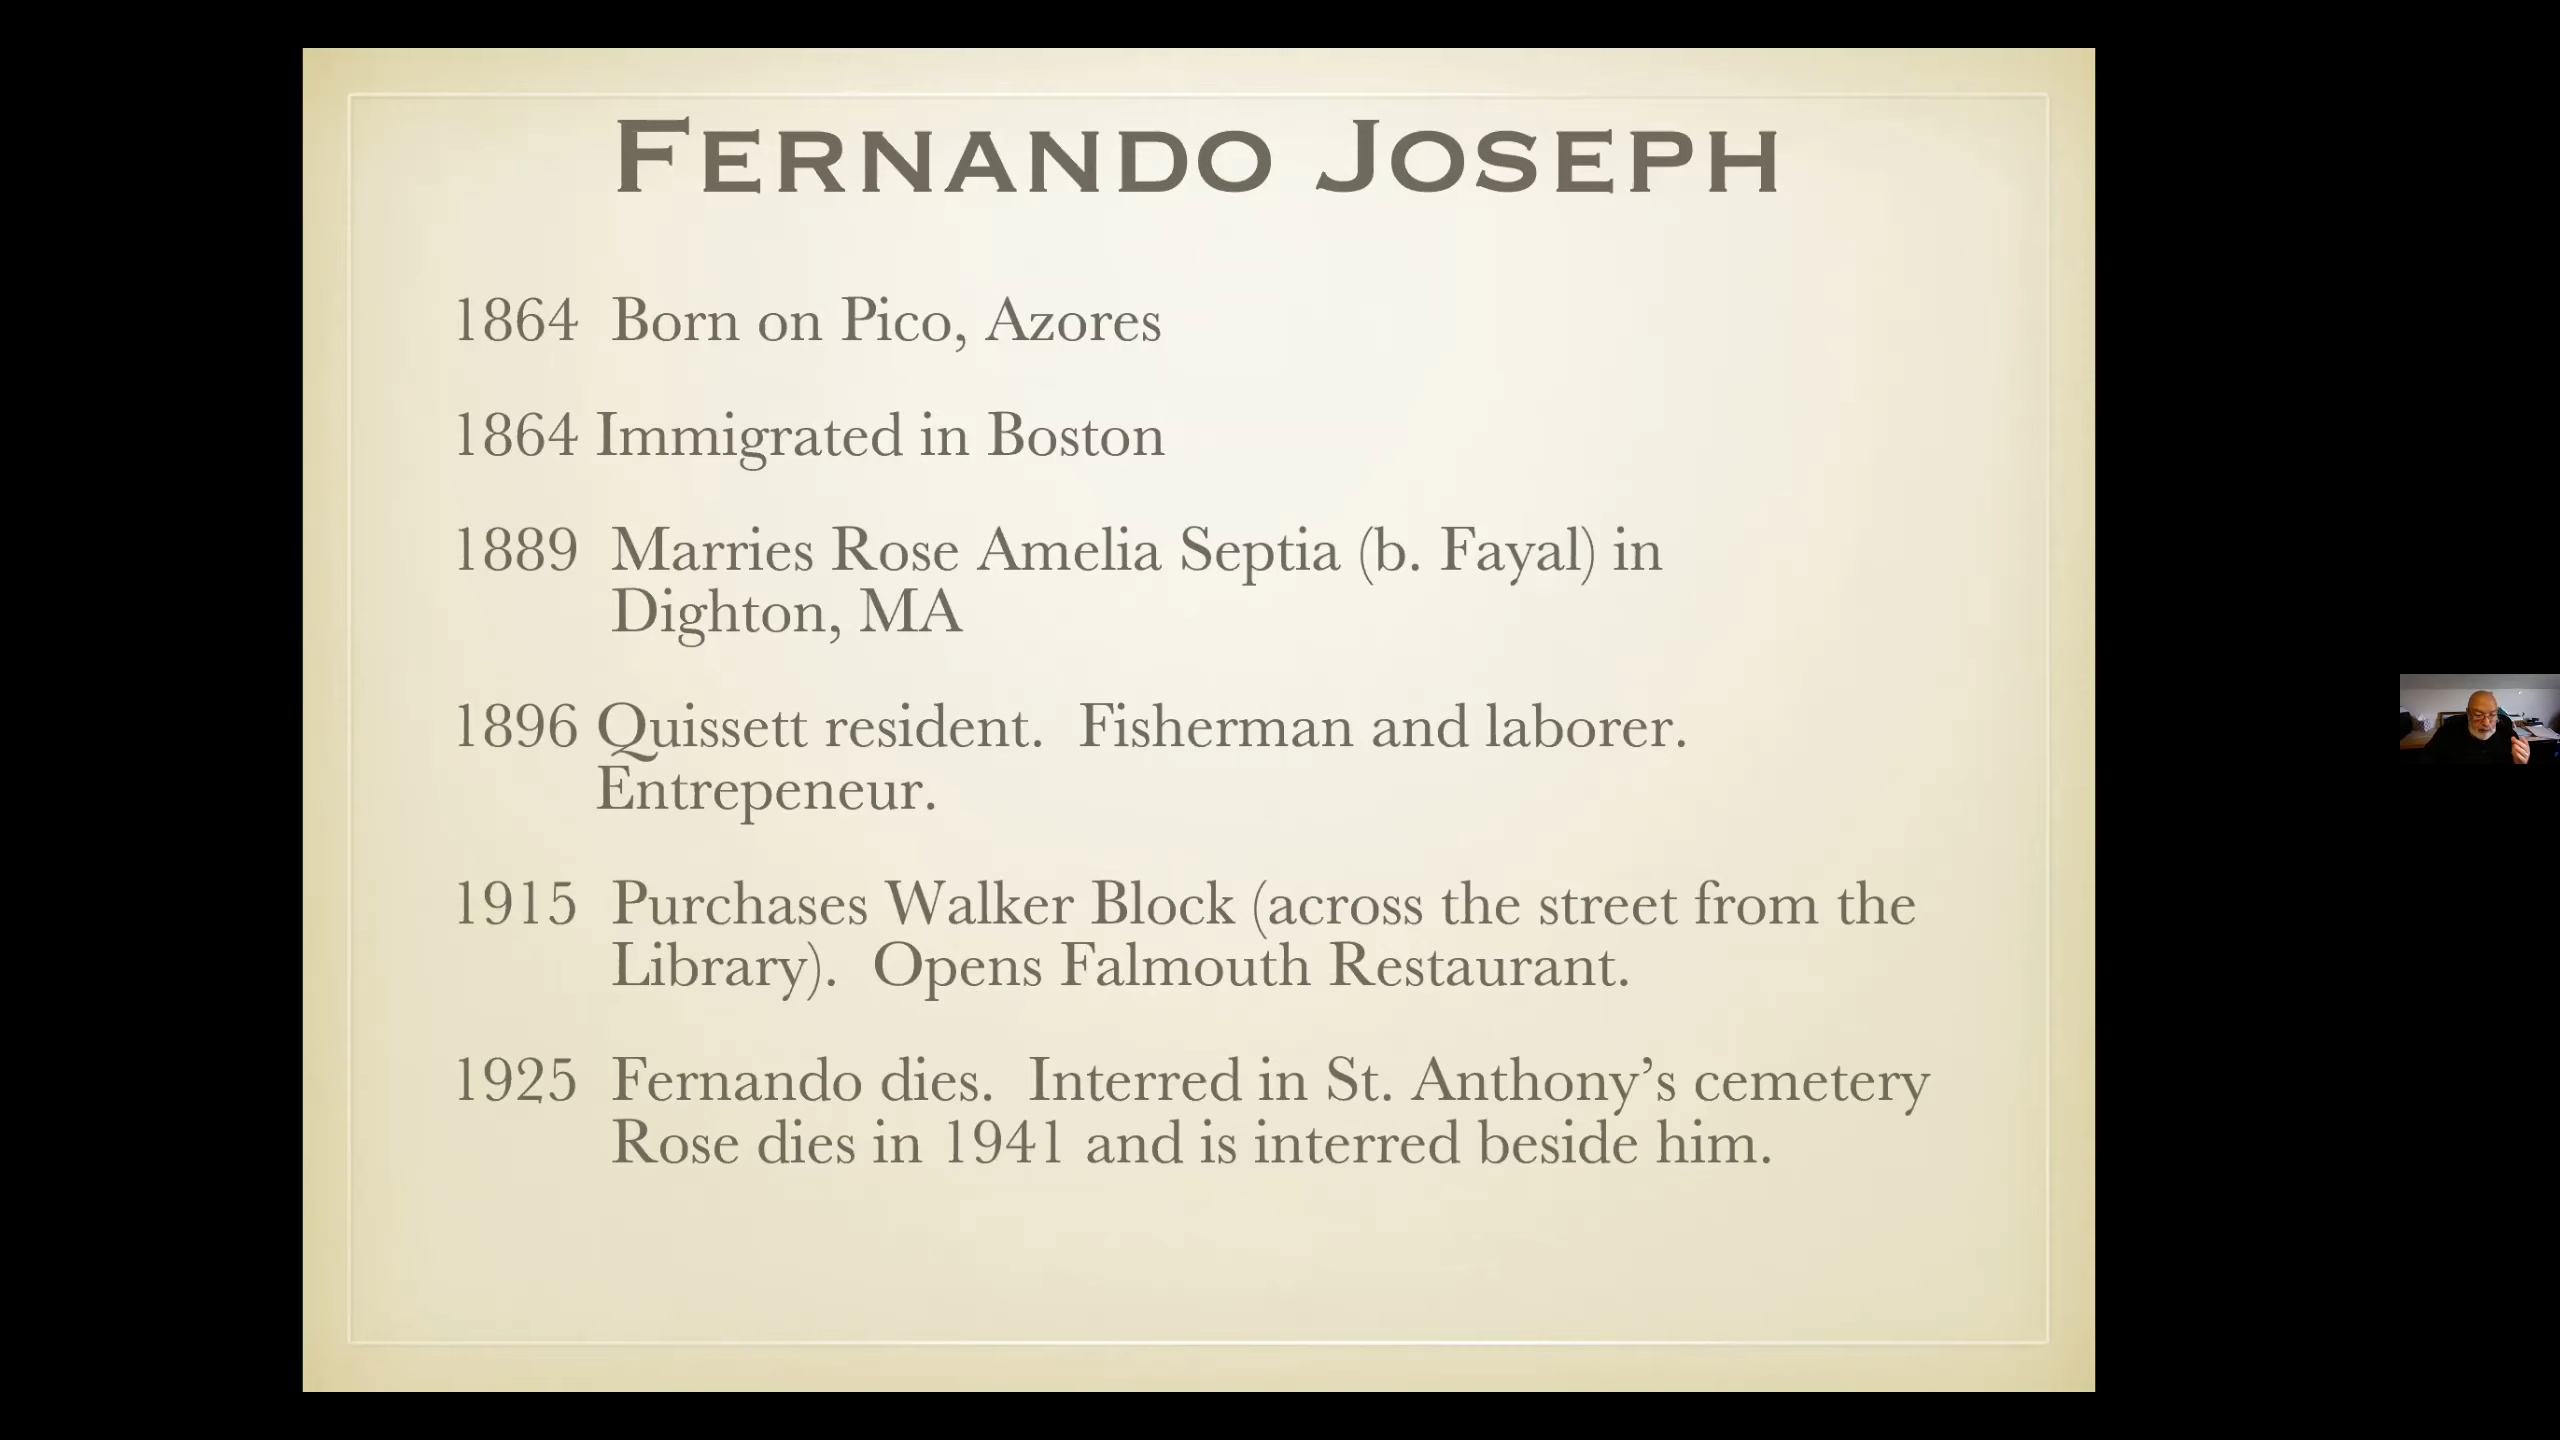 Fernando Joseph
1864 Born on Pico, Azores
1864 Immigrated in Boston
1889 Marries Rose Amelia Septia (b. Fayal) in
Dighton, MA
1896 Quissett resident. Fisherman and laborer.
Entrepeneur.
1915 Purchases Walker Block (across the street from the
Library). Opens Falmouth Restaurant.
1925 Fernando dies. Interred in St. Anthony’s cemetery
Rose dies in 1941 and is interred beside him.